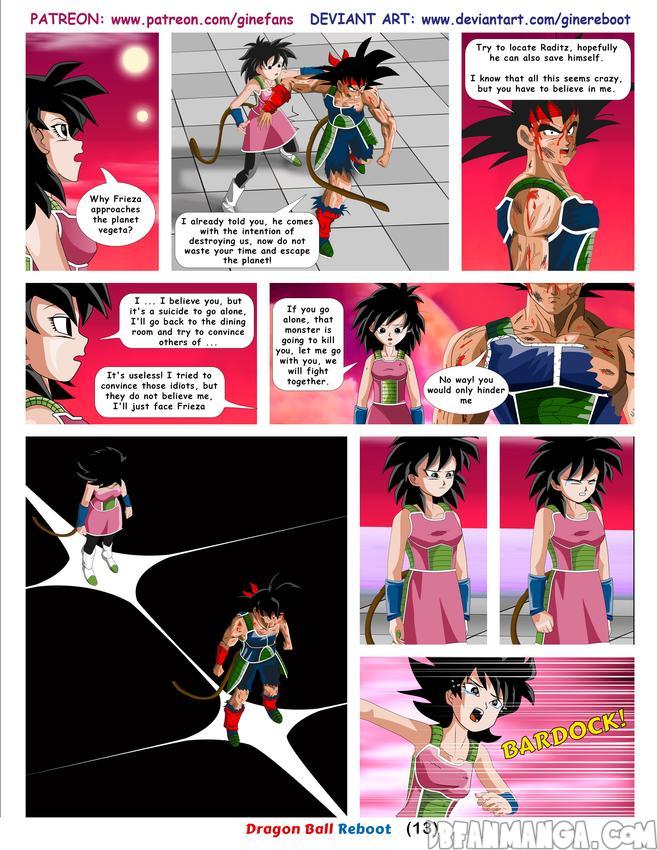 PATREON: www.patreon.com/ginefans DEVIANT ART: www.deviantart.com/ginereboot
Why Frieza
approaches
the planet
vegeta?
I already told you, he comes
with the intention of
destroying us, now do not
waste your time and escape
the planet!
Try to locate Raditz, hopefully
he can also save himself.
I know that all this seems crazy,
but you have to believe in me.
I ... I believe you, but
it's a suicide to go alone,
I'll go back to the dining
room and try to convince
others of ...
It's useless! I tried to
convince those idiots, but
they do not believe me,
I'll just face Frieza
If you go
alone, that
monster is
going to kill
you, let me go
with you, we
will fight
together.
No way! you
would only hinder
me
BARDOCK!
Dragon Ball Reboot (13)
DBFANMANGA.COM